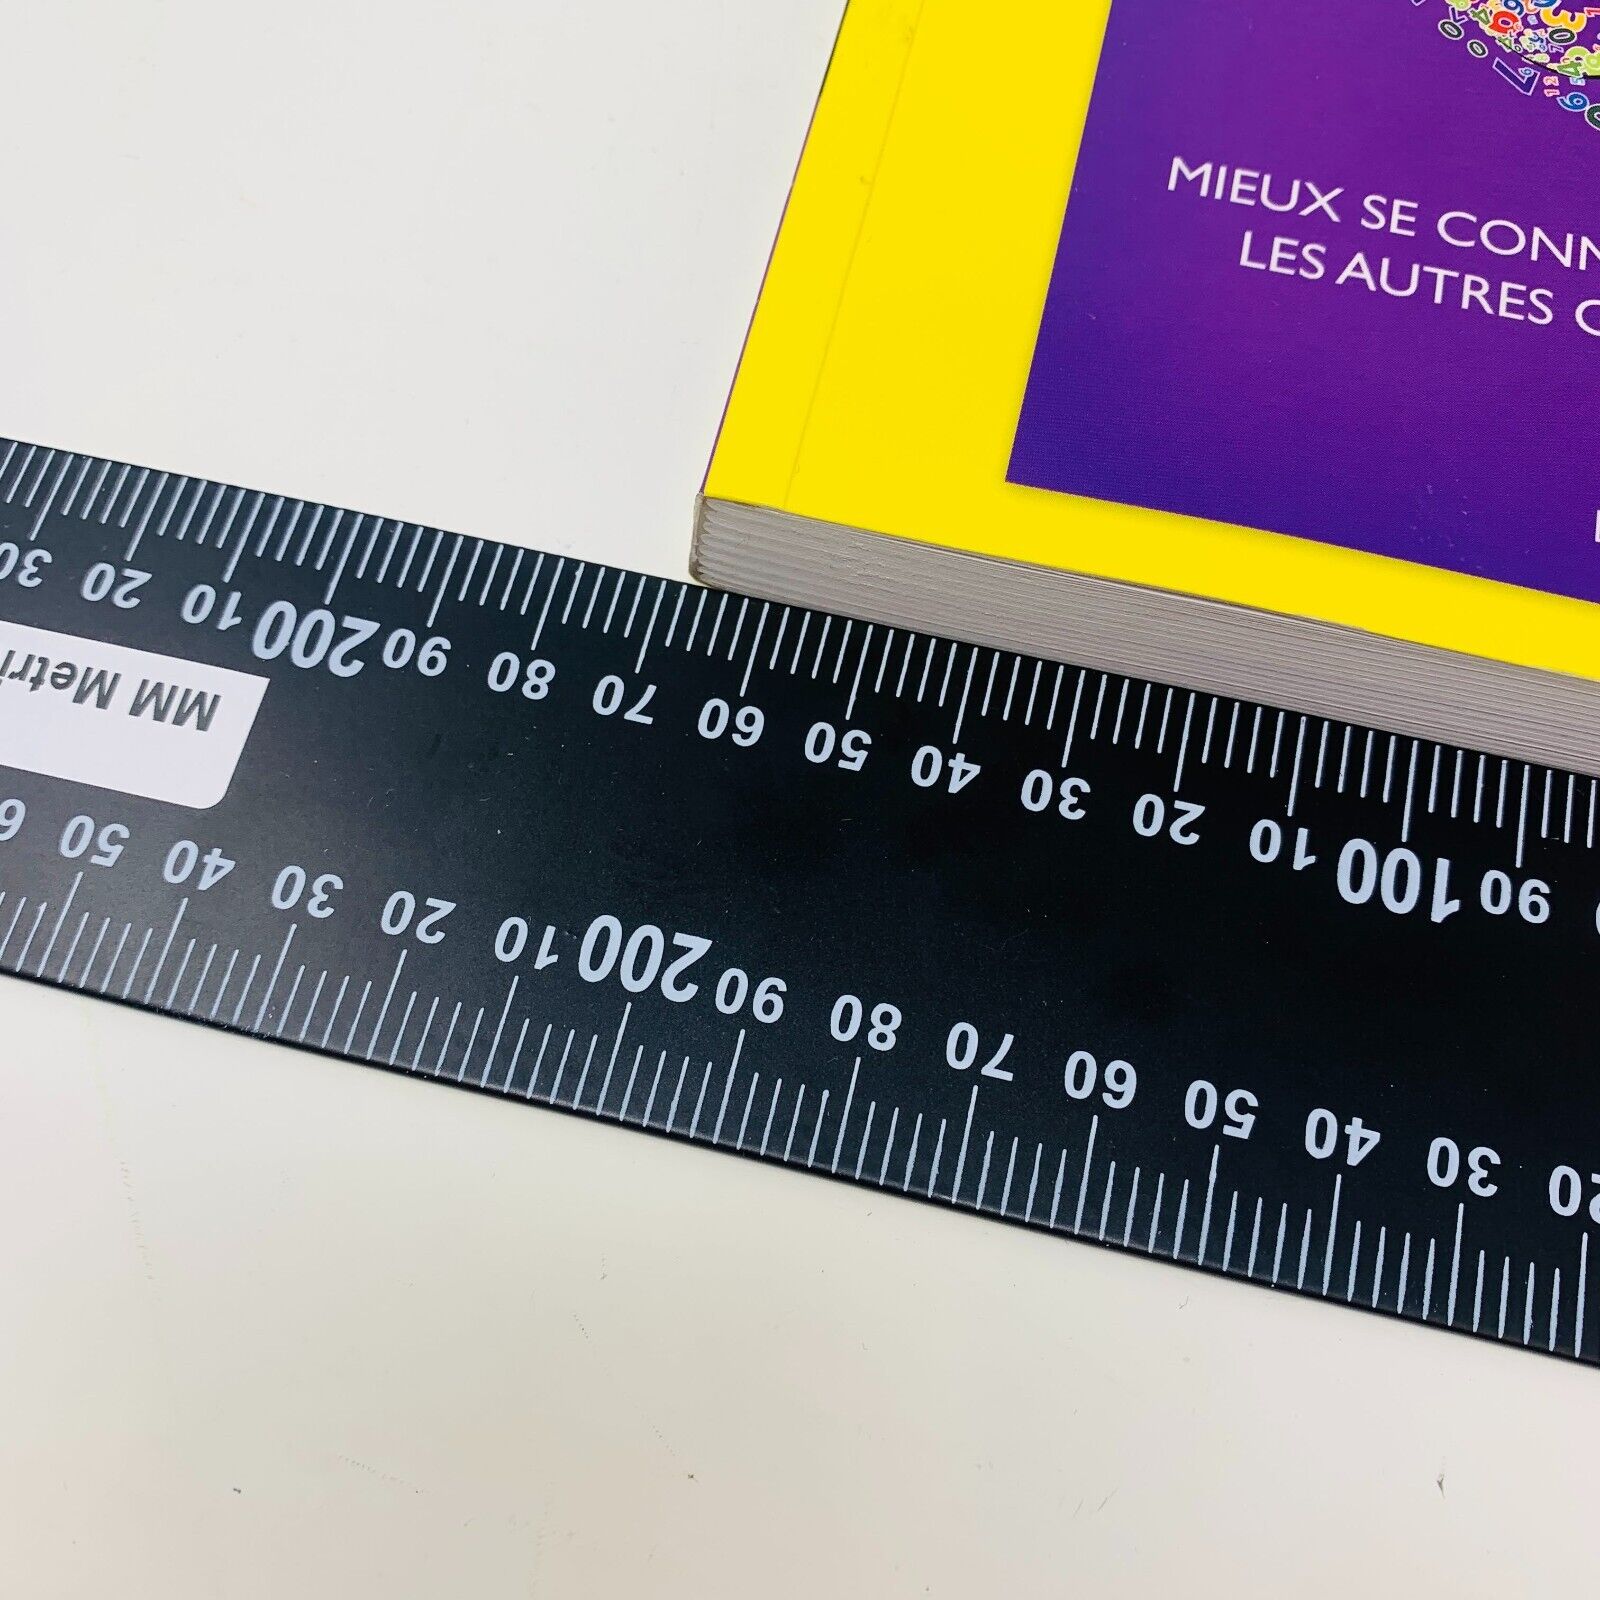 MIEUX SE CONN
LES AUTRES
30 20 10 200 90 80 70 60 50 40 30 20 10 100 90
MM Metri
50 40 30 20 10 200 90 80 70 60 50 40 30 20